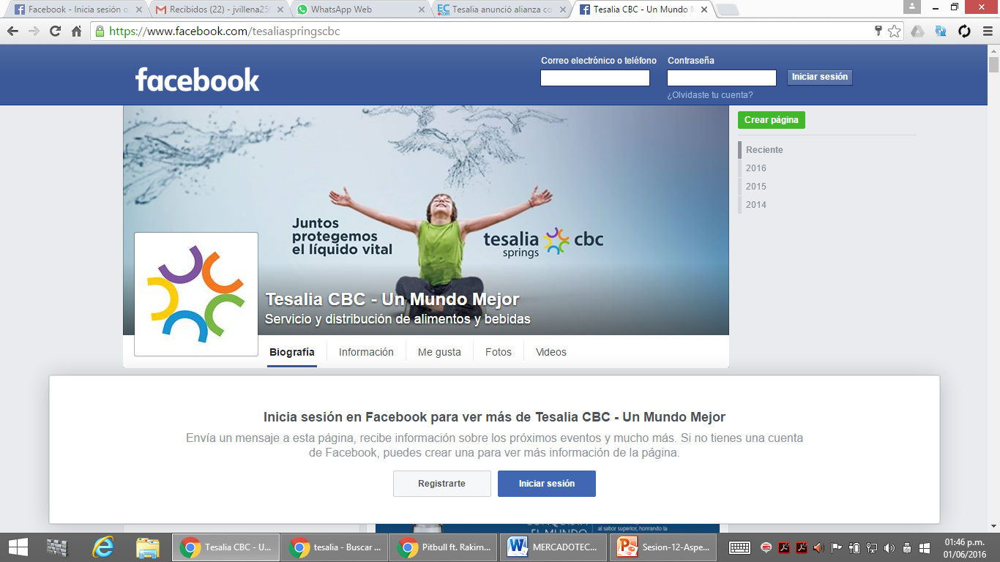 Facebook - Inicia sesión o
Recibidos (22) - jvillena25
WhatsApp Web
EC
.com
Tesalia anunció alianza co
Tesalia CBC - Un Mundo M
https://www.facebook.com/tesaliaspringscbc
facebook
Correo electrónico o teléfono
Contraseña
Iniciar sesión
¿Olvidaste tu cuenta?
Crear página
Reciente
2016
2015
2014
Juntos
protegemos
el líquido vital
tesalia cbc
springs
Tesalia CBC - Un Mundo Mejor
Servicio y distribución de alimentos y bebidas
Biografía
Información
Me gusta
Fotos
Videos
Inicia sesión en Facebook para ver más de Tesalia CBC - Un Mundo Mejor
Envía un mensaje a esta página, recibe información sobre los próximos eventos y mucho más. Si no tienes una cuenta
de Facebook, puedes crear una para ver más información de la página.
Registrarte
Iniciar sesión
EL MUNDO
al sabor superior, honrando la
Tesalia CBC - U...
tesalia - Buscar ...
Pitbull ft. Rakim...
MERCADOTEC...
Sesion-12-Aspe...
01:46 p.m.
01/06/2016